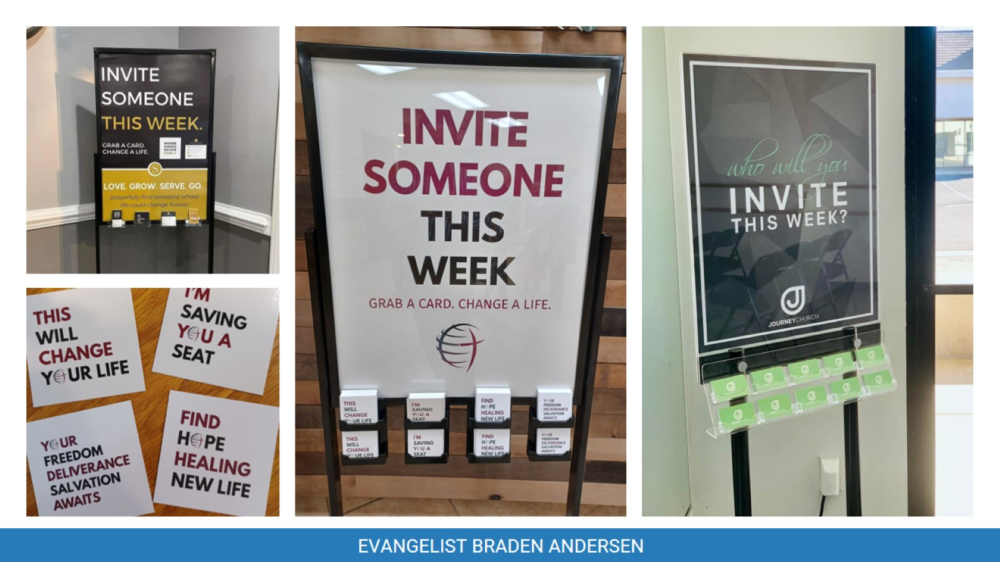 INVITE
SOMEONE
THIS WEEK.
GRAB A CARD.
CHANGE A LIFE.
WHERE
FRIENDS
BECOME
FAMILY
S
LOVE. GROW. SERVE. GO.
prayerfully find someone whose
life could change forever
THIS
WILL
CHANGE
YOUR LIFE
I'M
SAVING
YOU A
SEAT
YOUR
FREEDOM
DELIVERANCE
SALVATION
AWAITS
FIND
HOPE
HEALING
NEW LIFE
INVITE
SOMEONE
THIS
WEEK
GRAB A CARD. CHANGE A LIFE.
THIS
WILL
CHANGE
YOUR LIFE
I'M
SAVING
YOU A
SEAT
FIND
HOPE
HEALING
NEW LIFE
YOUR
FREEDOM
DELIVERANCE
SALVATION
AWAITS
THIS
WILL
CHANGE
YOUR LIFE
I'M
SAVING
YOU A
SEAT
FIND
HOPE
HEALING
NEW LIFE
YOUR
FREEDOM
DELIVERANCE
SALVATION
AWAITS
who will you
INVITE
THIS WEEK?
JOURNEYCHURCH
EVANGELIST BRADEN ANDERSEN